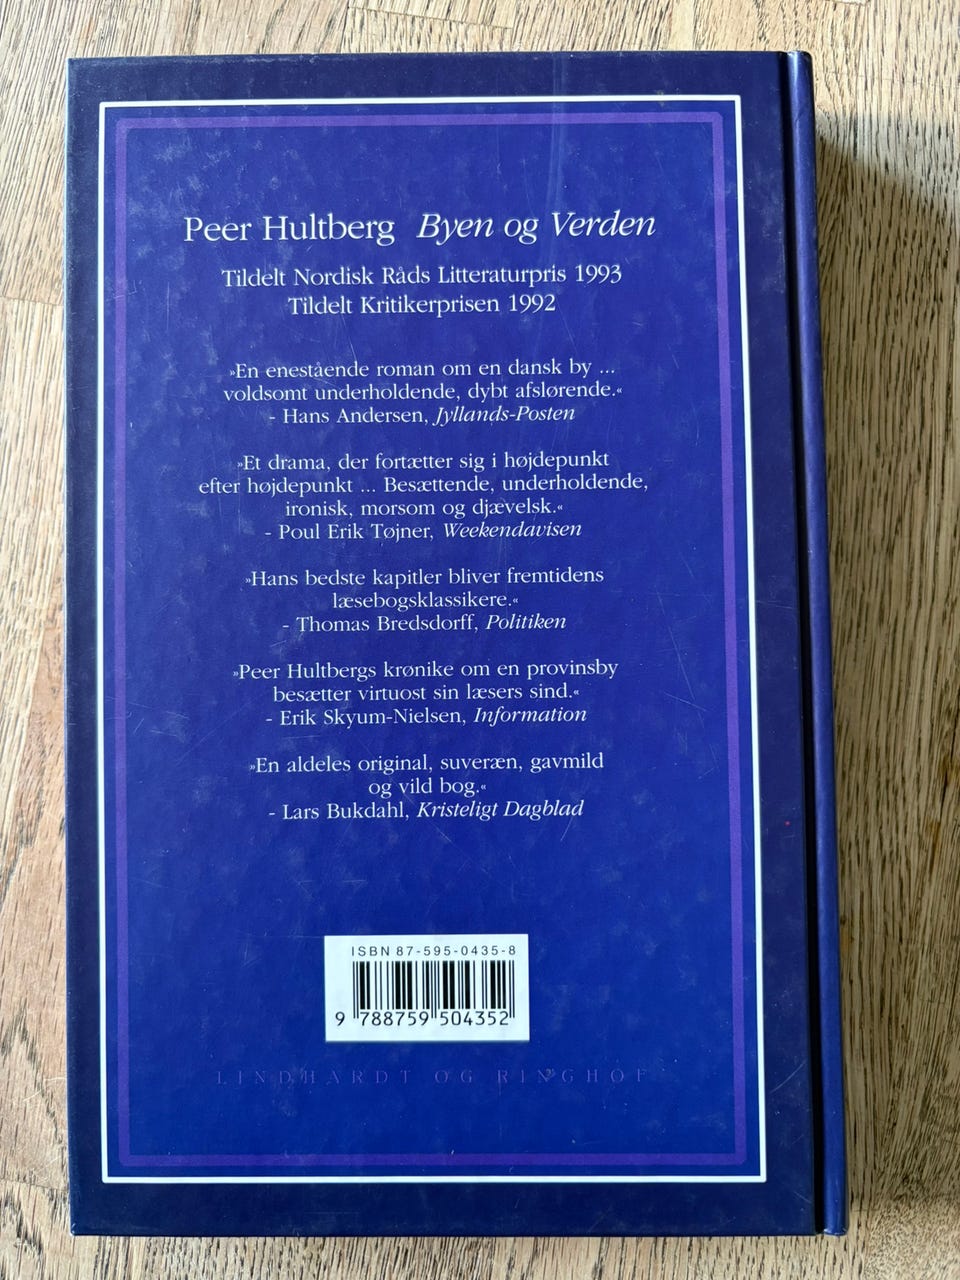 Peer Hultberg Byen og Verden
Tildelt Nordisk Råds Litteraturpris 1993
Tildelt Kritikerprisen 1992
»En enestående roman om en dansk by ...
voldsomt underholdende, dybt afslørende.«
- Hans Andersen, Jyllands-Posten
»Et drama, der fortætter sig i højdepunkt
efter højdepunkt ... Besættende, underholdende,
ironisk, morsom og djævelsk.«
- Poul Erik Tøjner, Weekendavisen
»Hans bedste kapitler bliver fremtidens
læsebogsklassikere.«
- Thomas Bredsdorff, Politiken
»Peer Hultbergs krønike om en provinsby
besætter virtuost sin læsers sind.«
- Erik Skyum-Nielsen, Information
»En aldeles original, suveræn, gavmild
og vild bog.«
- Lars Bukdahl, Kristeligt Dagblad
ISBN 87-595-0435-8
9 788759 504352
LINDHARDT OG RINGHOF